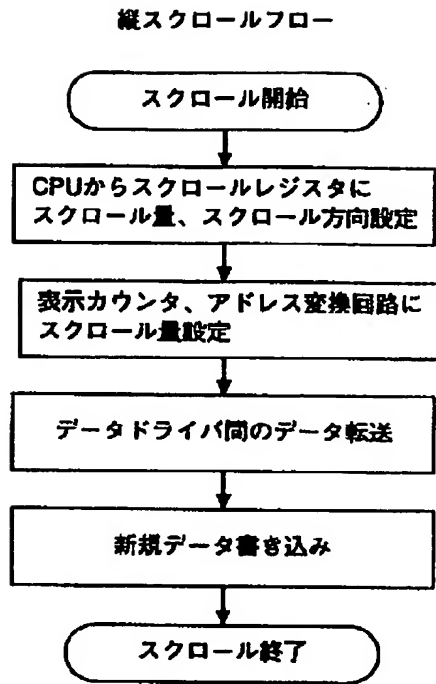 縦スクロールフロー
スクロール開始
CPUからスクロールレジスタに
スクロール量、スクロール方向設定
表示カウンタ、アドレス変換回路に
スクロール量設定
データドライバ間のデータ転送
新規データ書き込み
スクロール終了